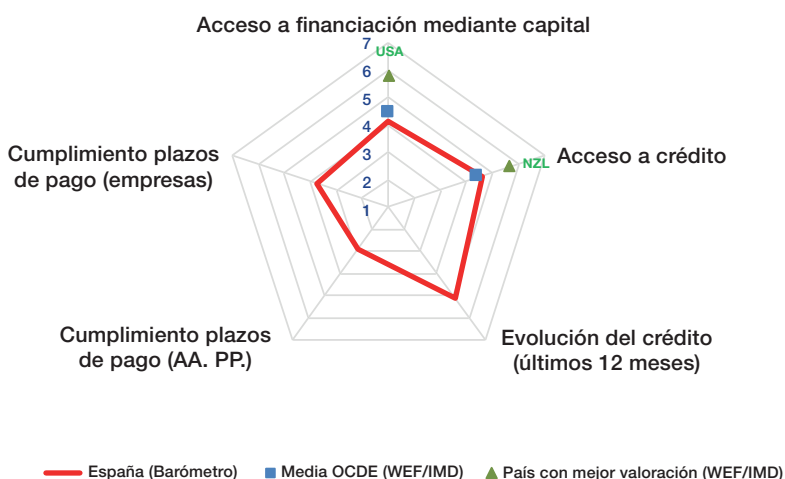 Acceso a financiación mediante capital
7
USA
6
5
4
3
2
1
NZL
Acceso a crédito
Cumplimiento plazos
de pago (empresas)
Cumplimiento plazos
de pago (AA. PP.)
Evolución del crédito
(últimos 12 meses)
España (Barómetro)
Media OCDE (WEF/IMD)
País con mejor valoración (WEF/IMD)